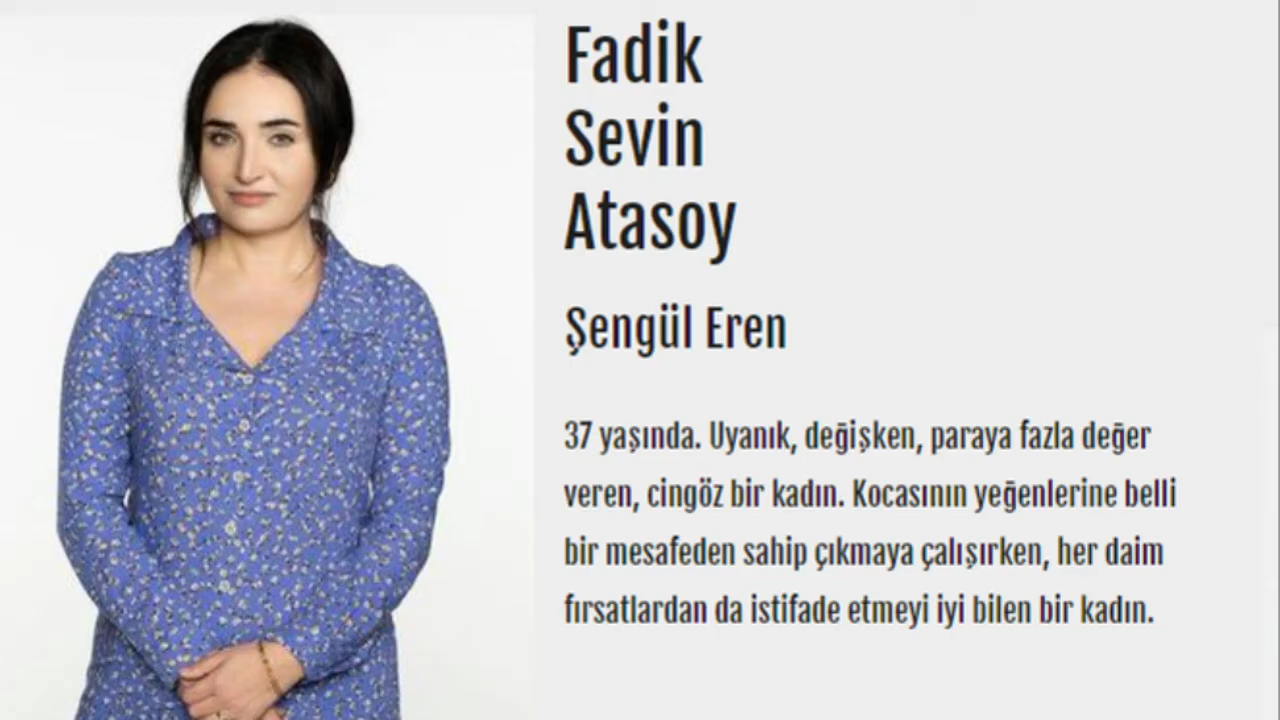 Fadik
Sevin
Atasoy
Şengül Eren
37 yaşında. Uyanık, değişken, paraya fazla değer
veren, cingöz bir kadın. Kocasının yeğenlerine belli
bir mesafeden sahip çıkmaya çalışırken, her daim
fırsatlardan da istifade etmeyi iyi bilen bir kadın.